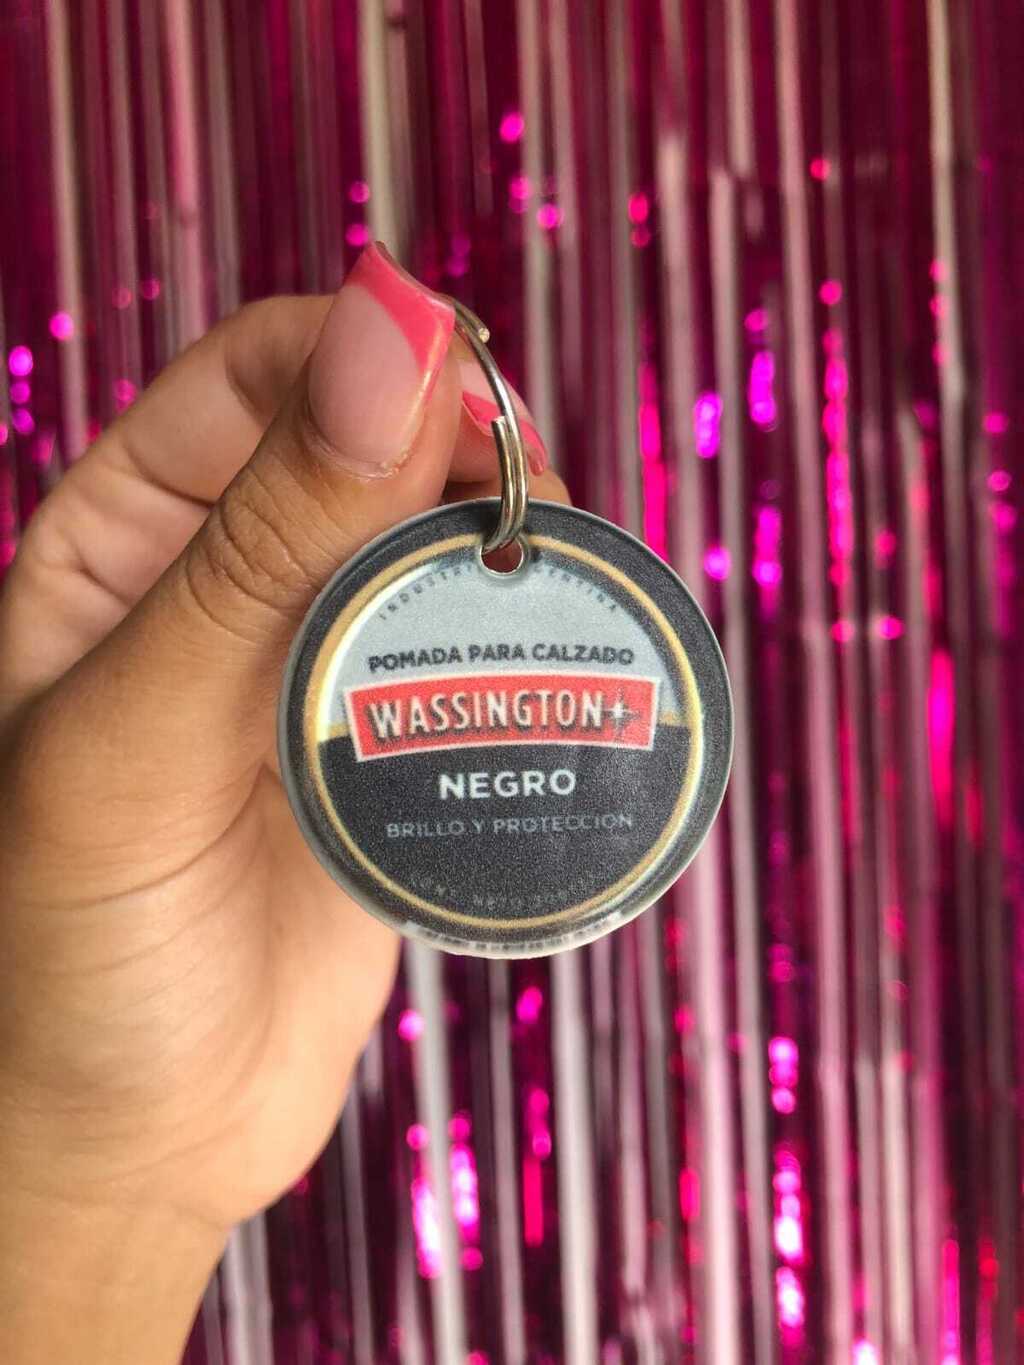 POMADA PARA CALZADO
WASSINGTON
NEGRO
BRILLO Y PROTECCION